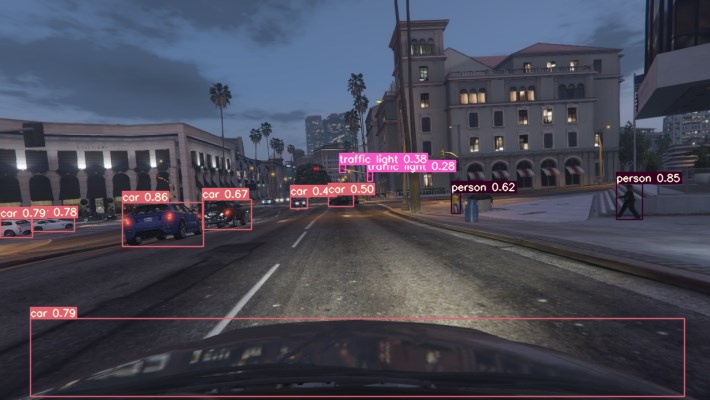 traffic light 0.38
traffic light 0.28
person 0.85
person 0.62
car 0.86
car 0.67
car 0.4
car 0.50
car 0.79
0.78
car 0.79